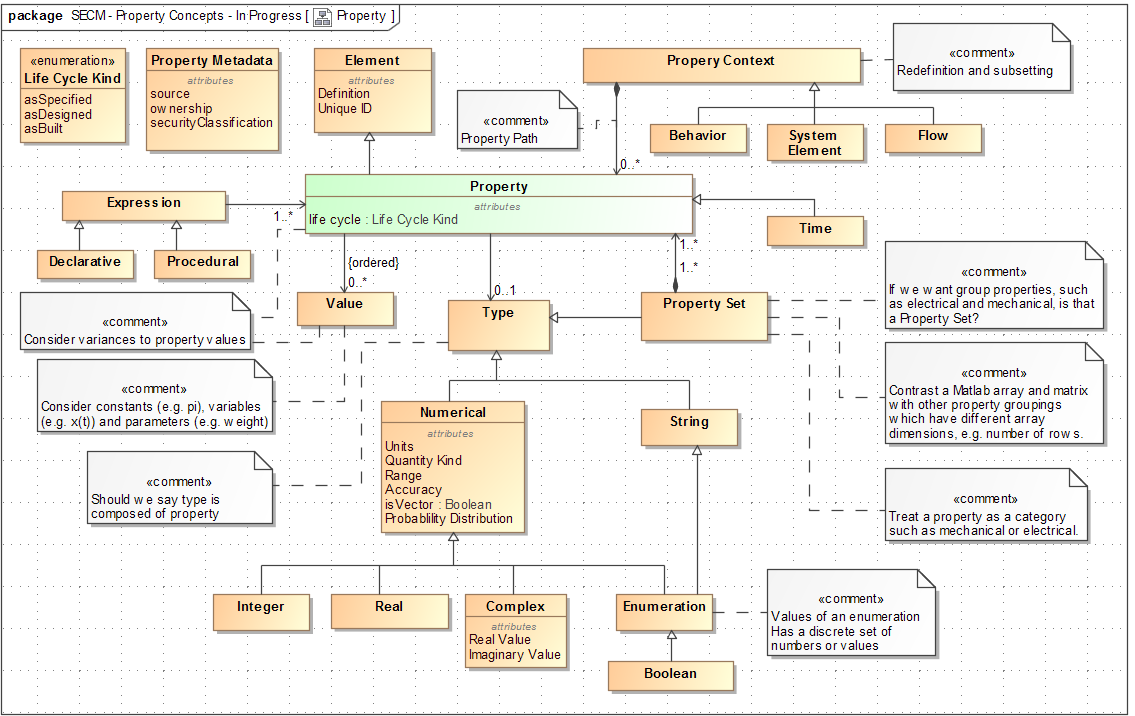 package SECM - Property Concepts - In Progress [ Property ]
«enumeration»
Life Cycle Kind
asSpecified
asDesigned
asBuilt
Property Metadata
attributes
source
ownership
securityClassification
Element
attributes
Definition
Unique ID
Propery Context
«comment»
Redefinition and subsetting
«comment»
Property Path
Behavior
System
Element
Flow
0..*
Property
attributes
life cycle : Life Cycle Kind
Expression
1..*
Declarative
Procedural
Time
{ordered}
0..*
0..1
1..*
1..*
Value
Type
Property Set
«comment»
If we want group properties, such
as electrical and mechanical, is that
a Property Set?
«comment»
Consider variances to property values
«comment»
Consider constants (e.g. pi), variables
(e.g. x(t)) and parameters (e.g. weight)
«comment»
Contrast a Matlab array and matrix
with other property groupings
which have different array
dimensions, e.g. number of rows.
Numerical
attributes
Units
Quantity Kind
Range
Accuracy
isVector : Boolean
Probablility Distribution
String
«comment»
Should we say type is
composed of property
«comment»
Treat a property as a category
such as mechanical or electrical.
Integer
Real
Complex
attributes
Real Value
Imaginary Value
Enumeration
«comment»
Values of an enumeration
Has a discrete set of
numbers or values
Boolean